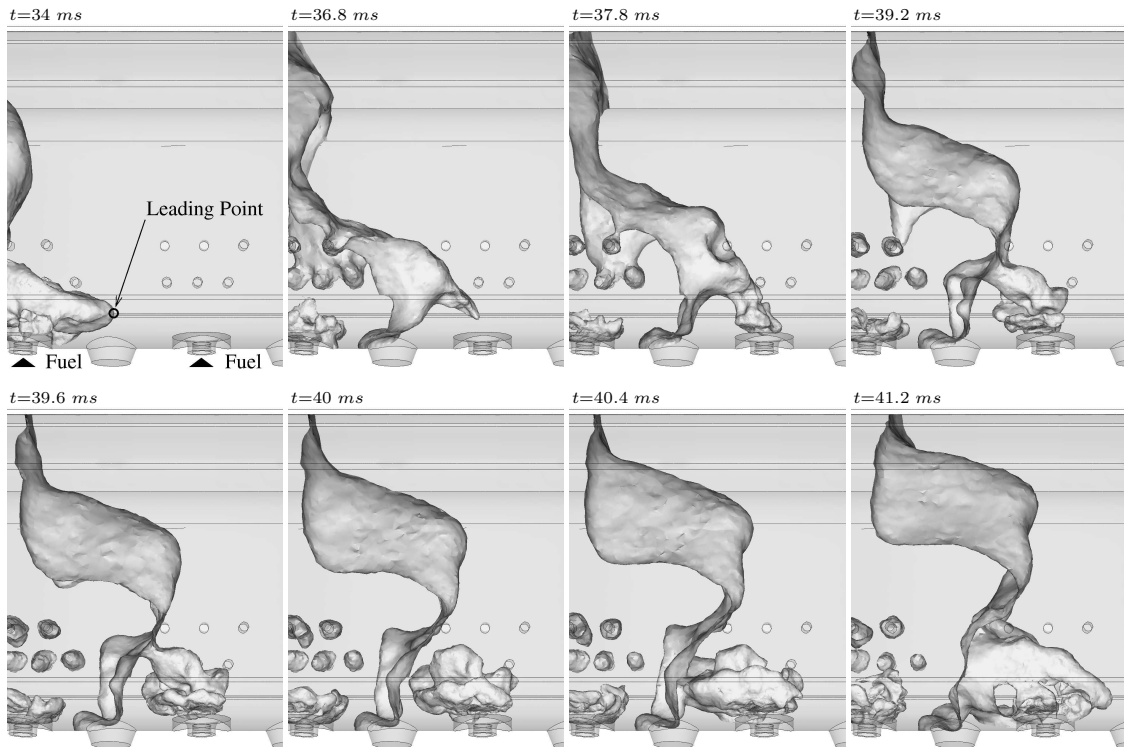 t=34 ms
t=36.8 ms
t=37.8 ms
t=39.2 ms
Leading Point
Fuel
Fuel
t=39.6 ms
t=40 ms
t=40.4 ms
t=41.2 ms